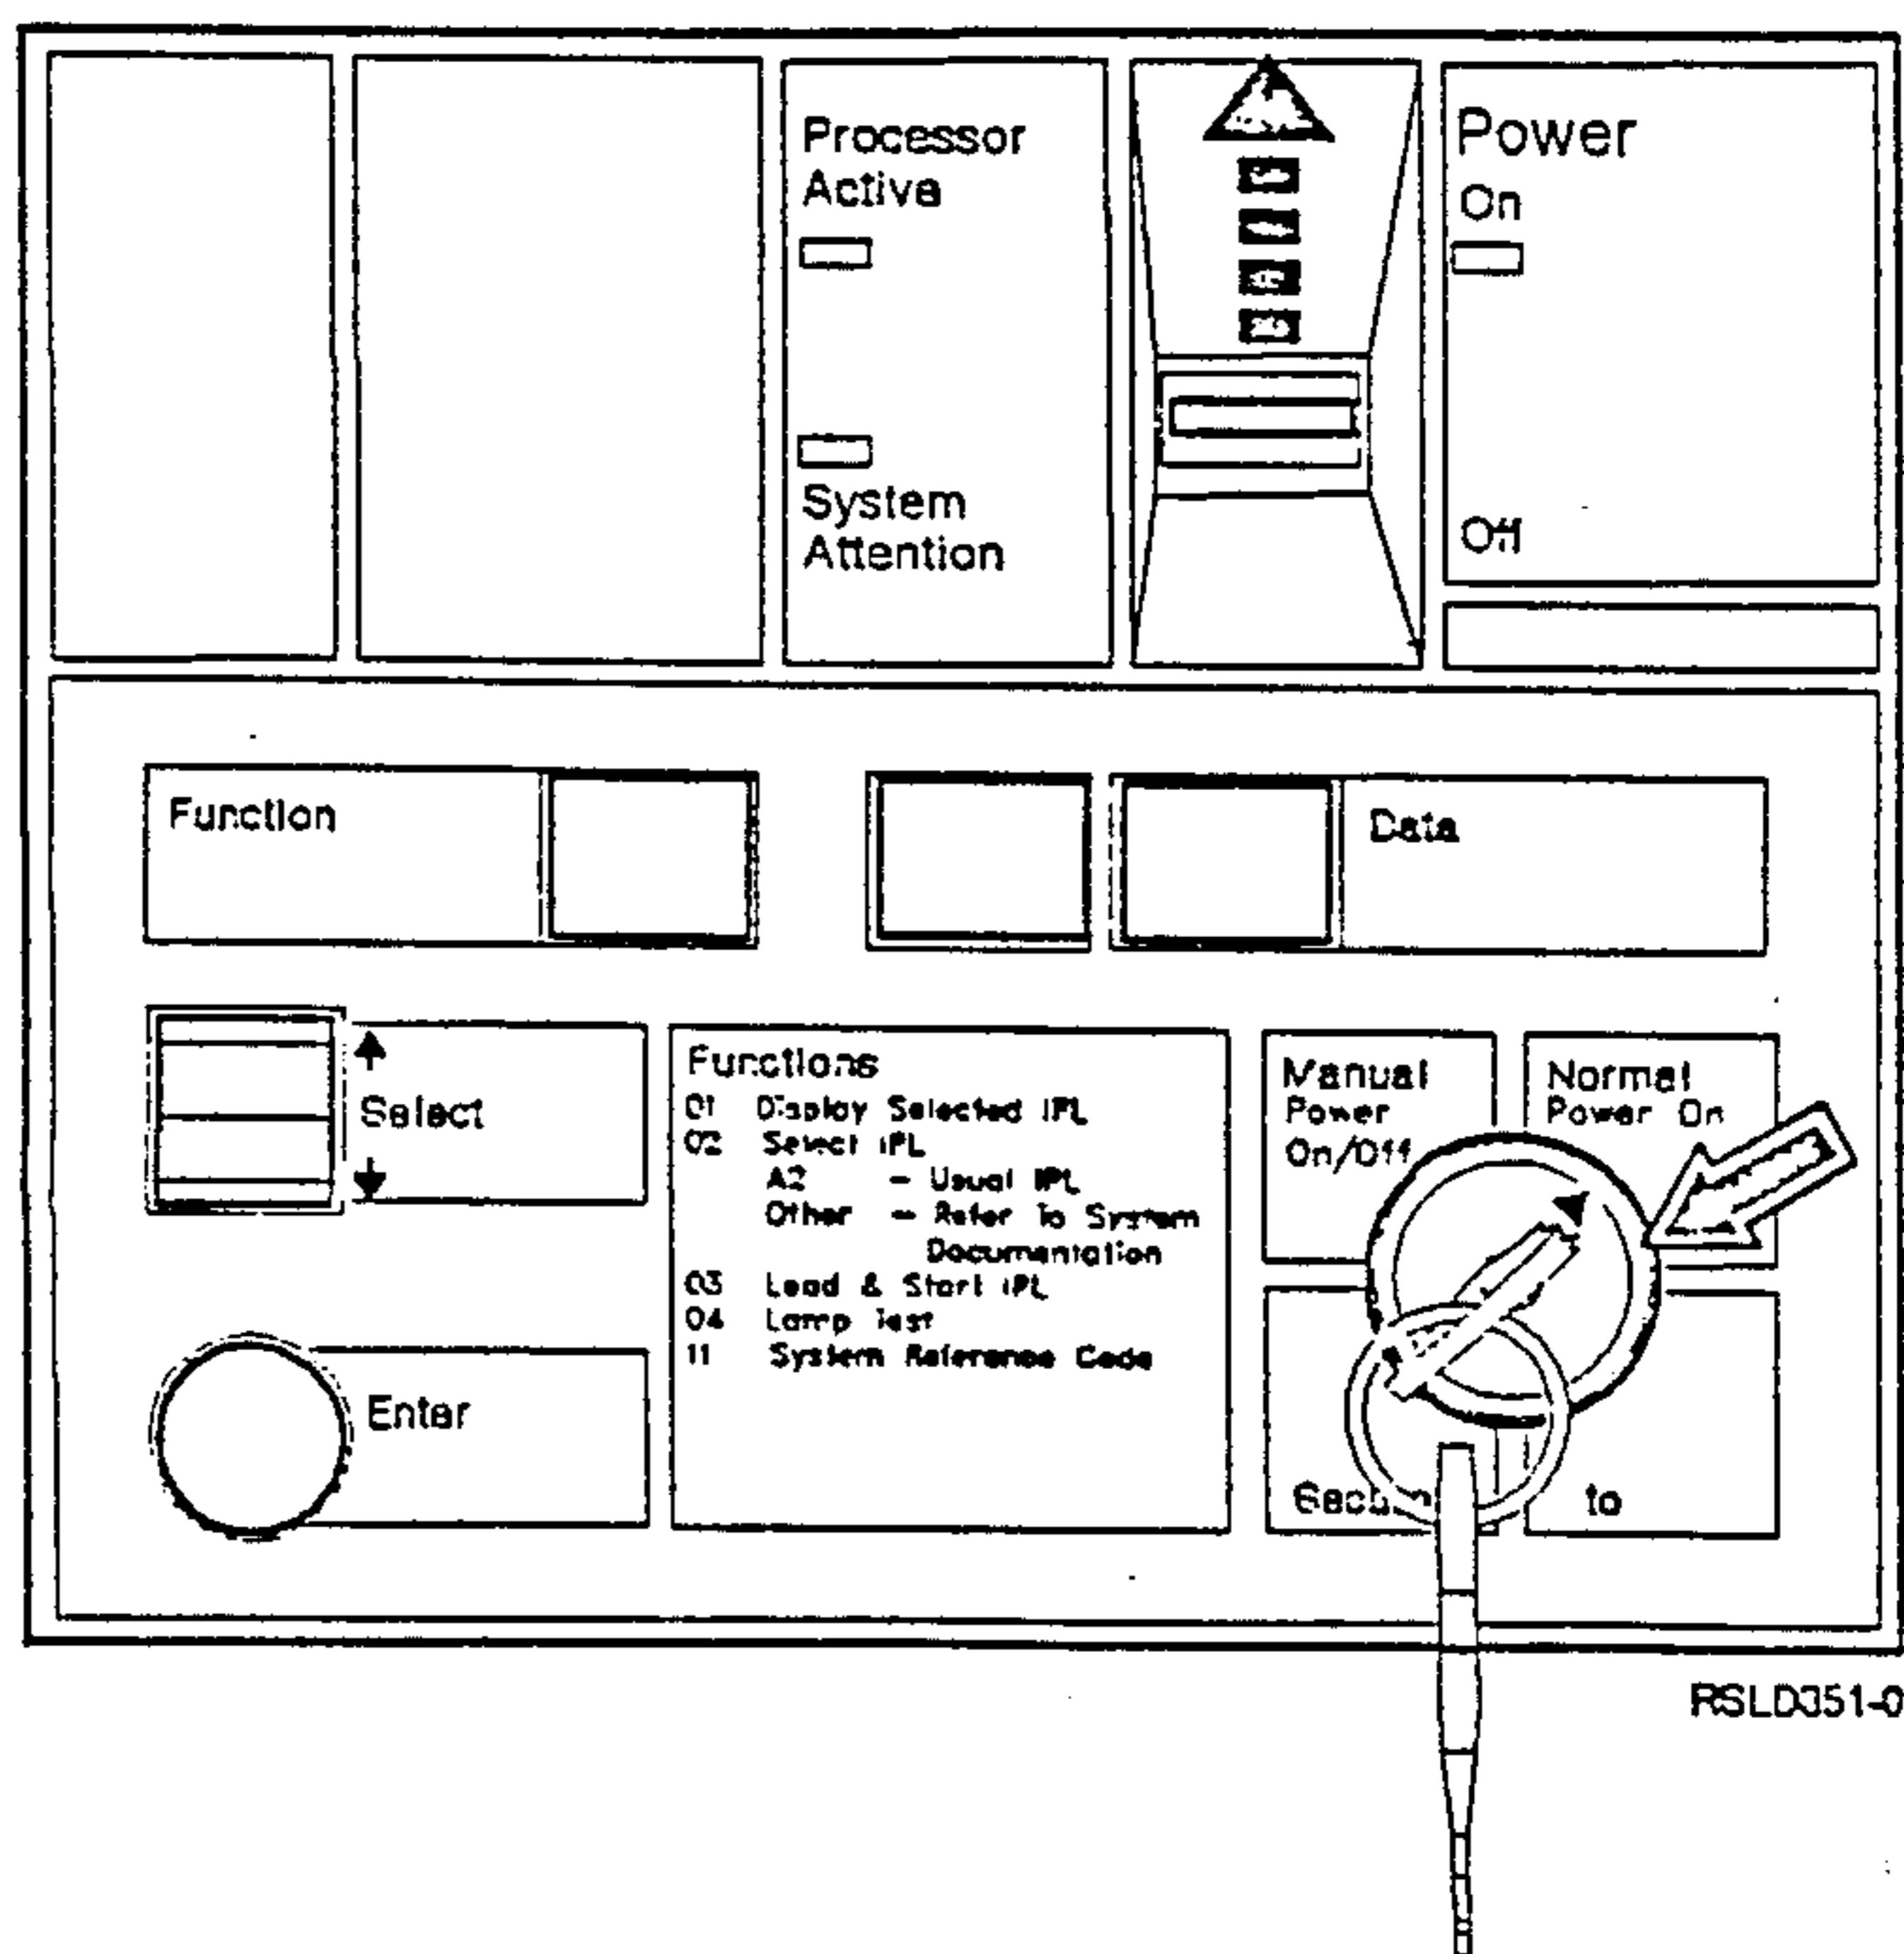 Processor
Active
System
Attention
Power
On
Off
Function
Data
Select
Enter
Functions
01 Display Selected IPL
02 Select IPL
A2 – Usual IPL
Other – Refer To System
Documentation
03 Load & Start IPL
04 Lamp Test
11 System Reference Code
Manual
Power
On/Off
Normal
Power On
to
RSLD351-0